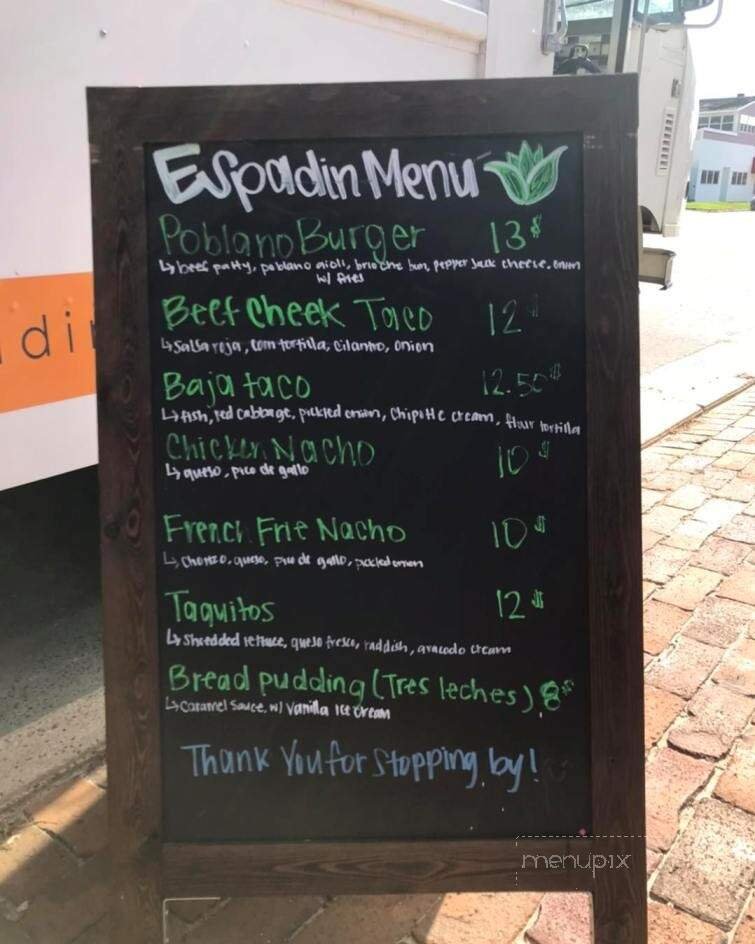 Espadin Menu
Poblano Burger 13$
↳ beef patty, poblano aioli, brioche bun, pepper Jack cheese, onion
w/ fries
Beef Cheek Taco 12$
↳ Salsa roja, corn tortilla, cilantro, onion
Baja taco 12.50$
↳ fish, red cabbage, pickled onion, Chipotle cream, flour tortilla
Chicken Nacho 10$
↳ queso, pico de gallo
French Frie Nacho 10$
↳ Chorizo, queso, pico de gallo, pickled onion
Taquitos 12$
↳ Shredded lettuce, queso fresco, raddish, avacado cream
Bread pudding (Tres leches) 8$
↳ Caramel Sauce, w/ Vanilla Ice cream
Thank You for Stopping by!
di
menupix